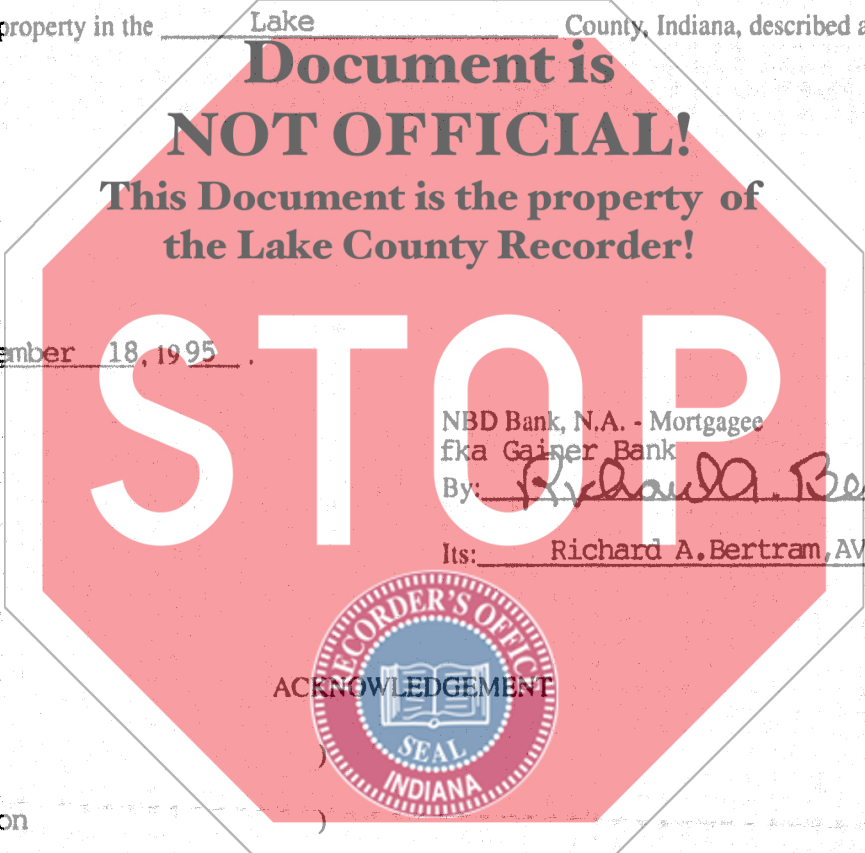 property in the Lake County, Indiana, described a
Document is
NOT OFFICIAL!
This Document is the property of
the Lake County Recorder!
STOP
ember 18, 1995 .
NBD Bank, N.A. - Mortgagee
fka Gainer Bank
By: Richard A. Be
Its: Richard A.Bertram,AV
RECORDER'S OFFICE
ACKNOWLEDGEMENT
SEAL
INDIANA
)
on )